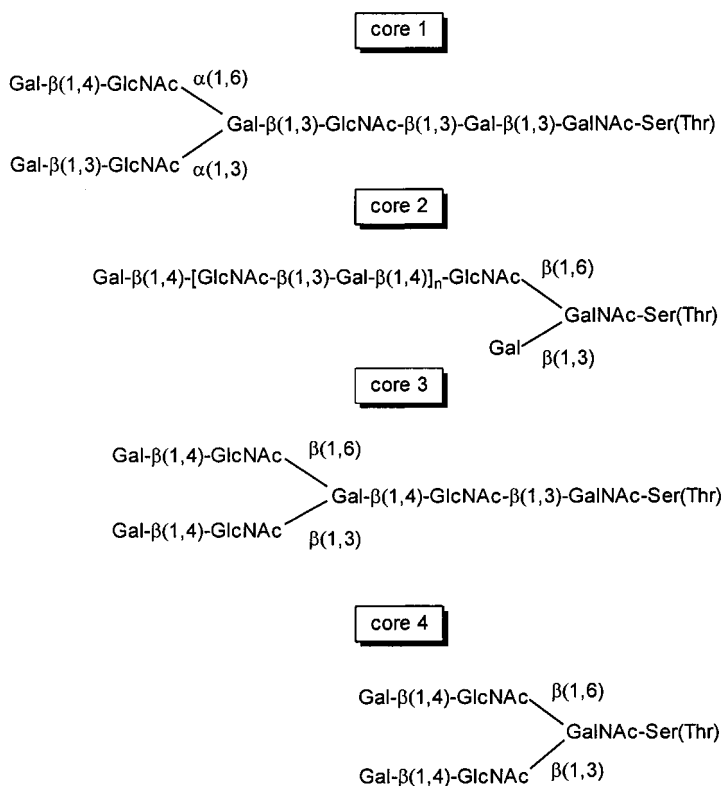 core 1
Gal-β(1,4)-GlcNAc α(1,6)
Gal-β(1,3)-GlcNAc-β(1,3)-Gal-β(1,3)-GalNAc-Ser(Thr)
Gal-β(1,3)-GlcNAc α(1,3)
core 2
Gal-β(1,4)-[GlcNAc-β(1,3)-Gal-β(1,4)]n-GlcNAc β(1,6)
GalNAc-Ser(Thr)
Gal β(1,3)
core 3
Gal-β(1,4)-GlcNAc β(1,6)
Gal-β(1,4)-GlcNAc-β(1,3)-GalNAc-Ser(Thr)
Gal-β(1,4)-GlcNAc β(1,3)
core 4
Gal-β(1,4)-GlcNAc β(1,6)
GalNAc-Ser(Thr)
Gal-β(1,4)-GlcNAc β(1,3)